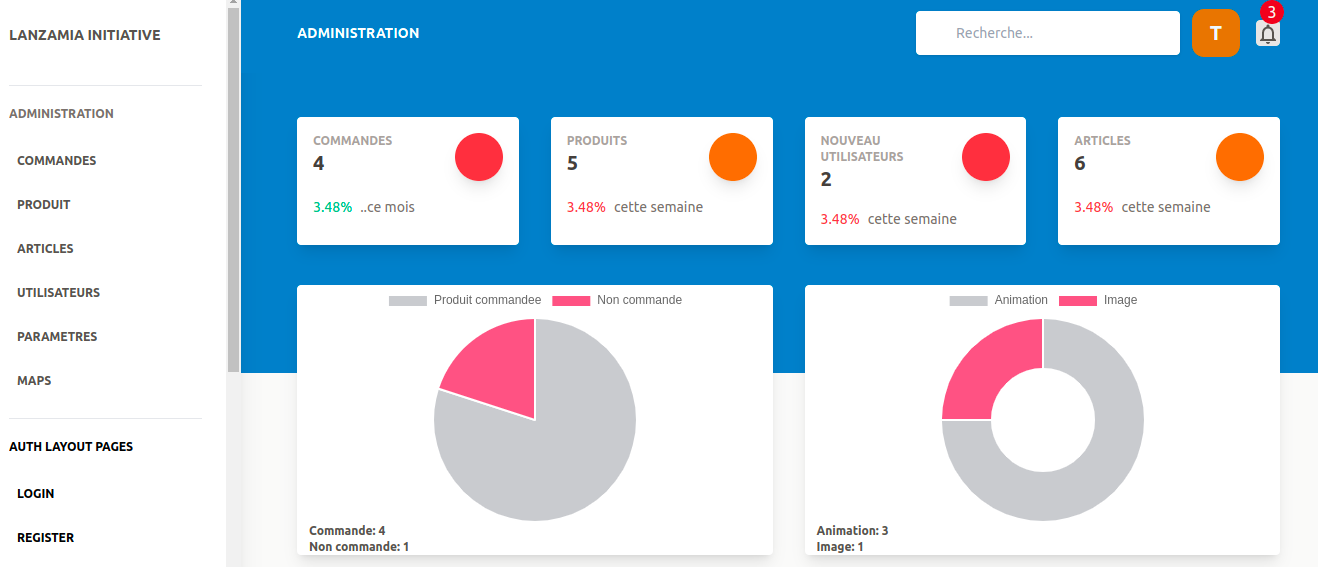 LANZAMIA INITIATIVE
ADMINISTRATION
COMMANDES
PRODUIT
ARTICLES
UTILISATEURS
PARAMETRES
MAPS
AUTH LAYOUT PAGES
LOGIN
REGISTER
ADMINISTRATION
Recherche...
T
3
COMMANDES
4
3.48% ..ce mois
PRODUITS
5
3.48% cette semaine
NOUVEAU
UTILISATEURS
2
3.48% cette semaine
ARTICLES
6
3.48% cette semaine
Produit commandee Non commande
Commande: 4
Non commande: 1
Animation Image
Animation: 3
Image: 1